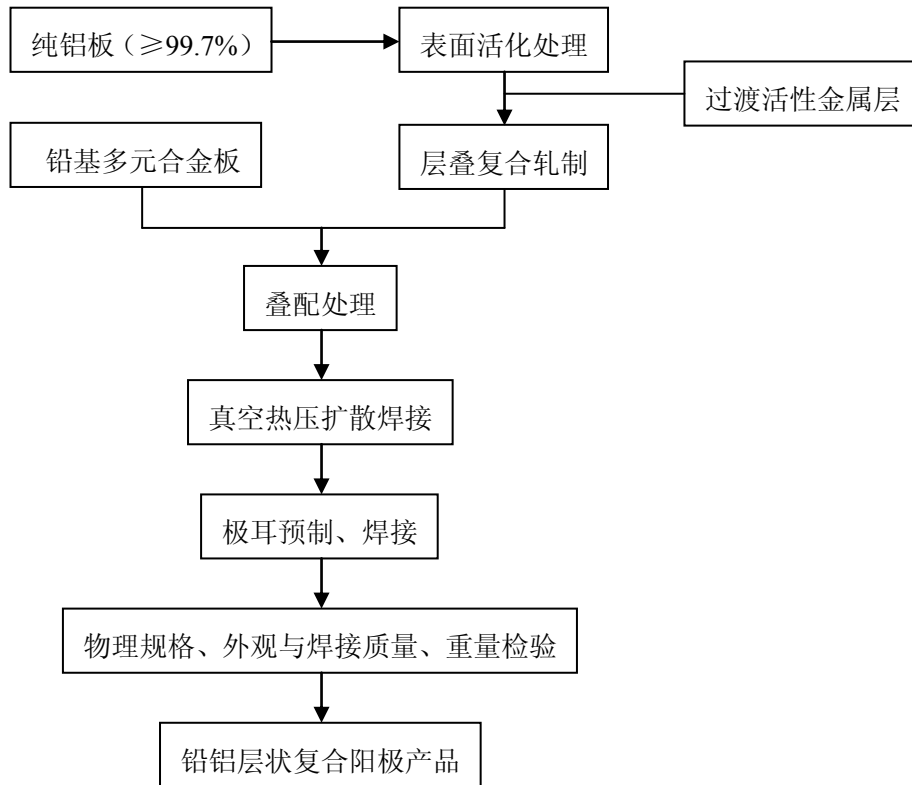 纯铝板（≥99.7%）
表面活化处理
过渡活性金属层
铅基多元合金板
层叠复合轧制
叠配处理
真空热压扩散焊接
极耳预制、焊接
物理规格、外观与焊接质量、重量检验
铅铝层状复合阳极产品